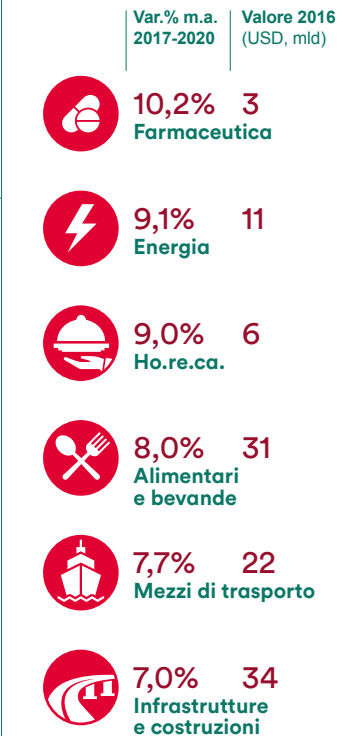 Var.% m.a. Valore 2016
2017-2020 (USD, mld)
10,2% 3
Farmaceutica
9,1% 11
Energia
9,0% 6
Ho.re.ca.
8,0% 31
Alimentari
e bevande
7,7% 22
Mezzi di trasporto
7,0% 34
Infrastrutture
e costruzioni